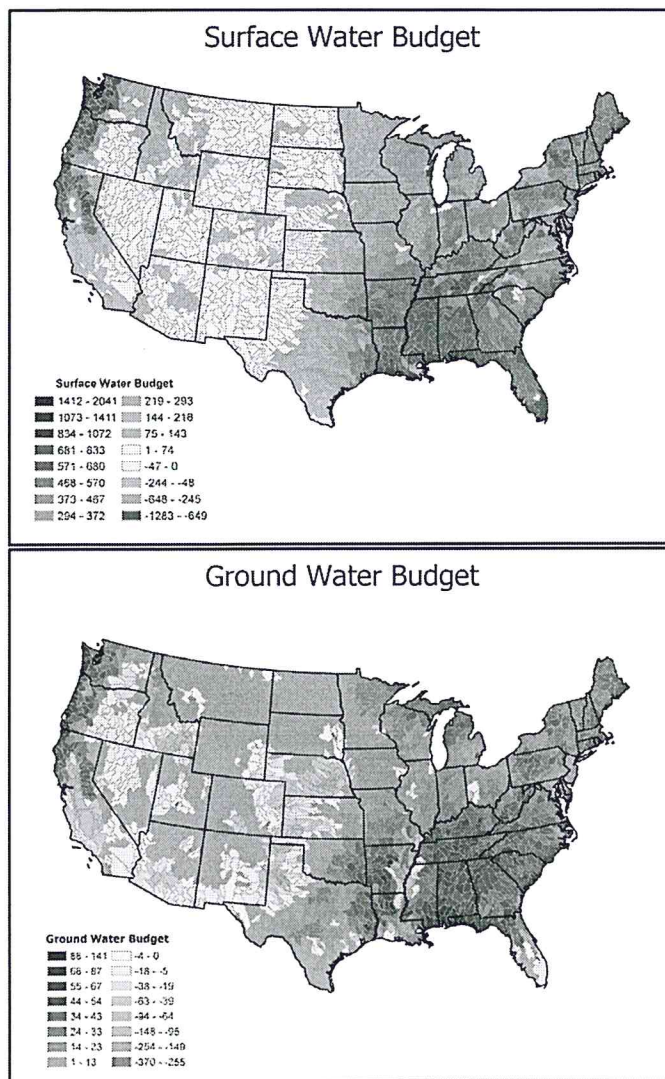 Surface Water Budget
Surface Water Budget
1412 - 2041 219 - 293
1073 - 1411 144 - 218
834 - 1072 75 - 143
681 - 833 1 - 74
571 - 680 -47 - 0
468 - 570 -244 - -48
373 - 467 -648 - -245
294 - 372 -1283 - -649
Ground Water Budget
Ground Water Budget
88 - 141 -4 - 0
68 - 87 -18 - -5
55 - 67 -38 - -19
44 - 54 -63 - -39
34 - 43 -94 - -64
24 - 33 -148 - -95
14 - 23 -254 - -149
1 - 13 -370 - -255